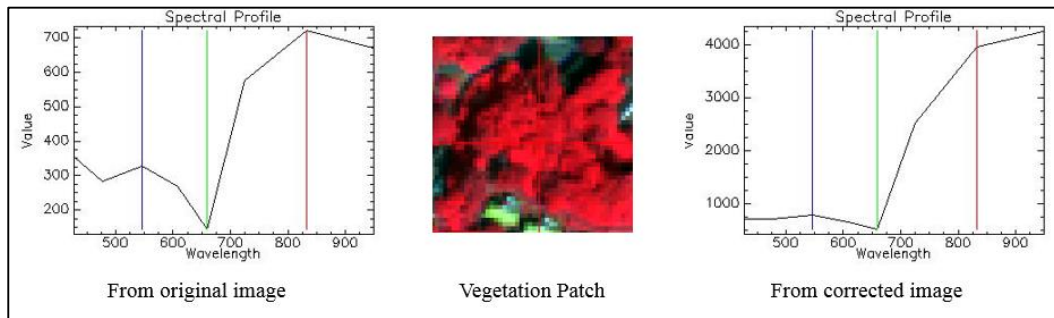 Spectral Profile
Value
700
600
500
400
300
200
500 600 700 800 900
Wavelength
From original image
Vegetation Patch
Spectral Profile
Value
4000
3000
2000
1000
500 600 700 800 900
Wavelength
From corrected image